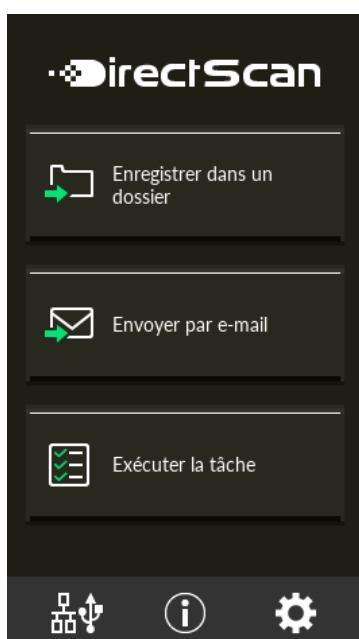 DirectScan
Enregistrer dans un
dossier
Envoyer par e-mail
Exécuter la tâche